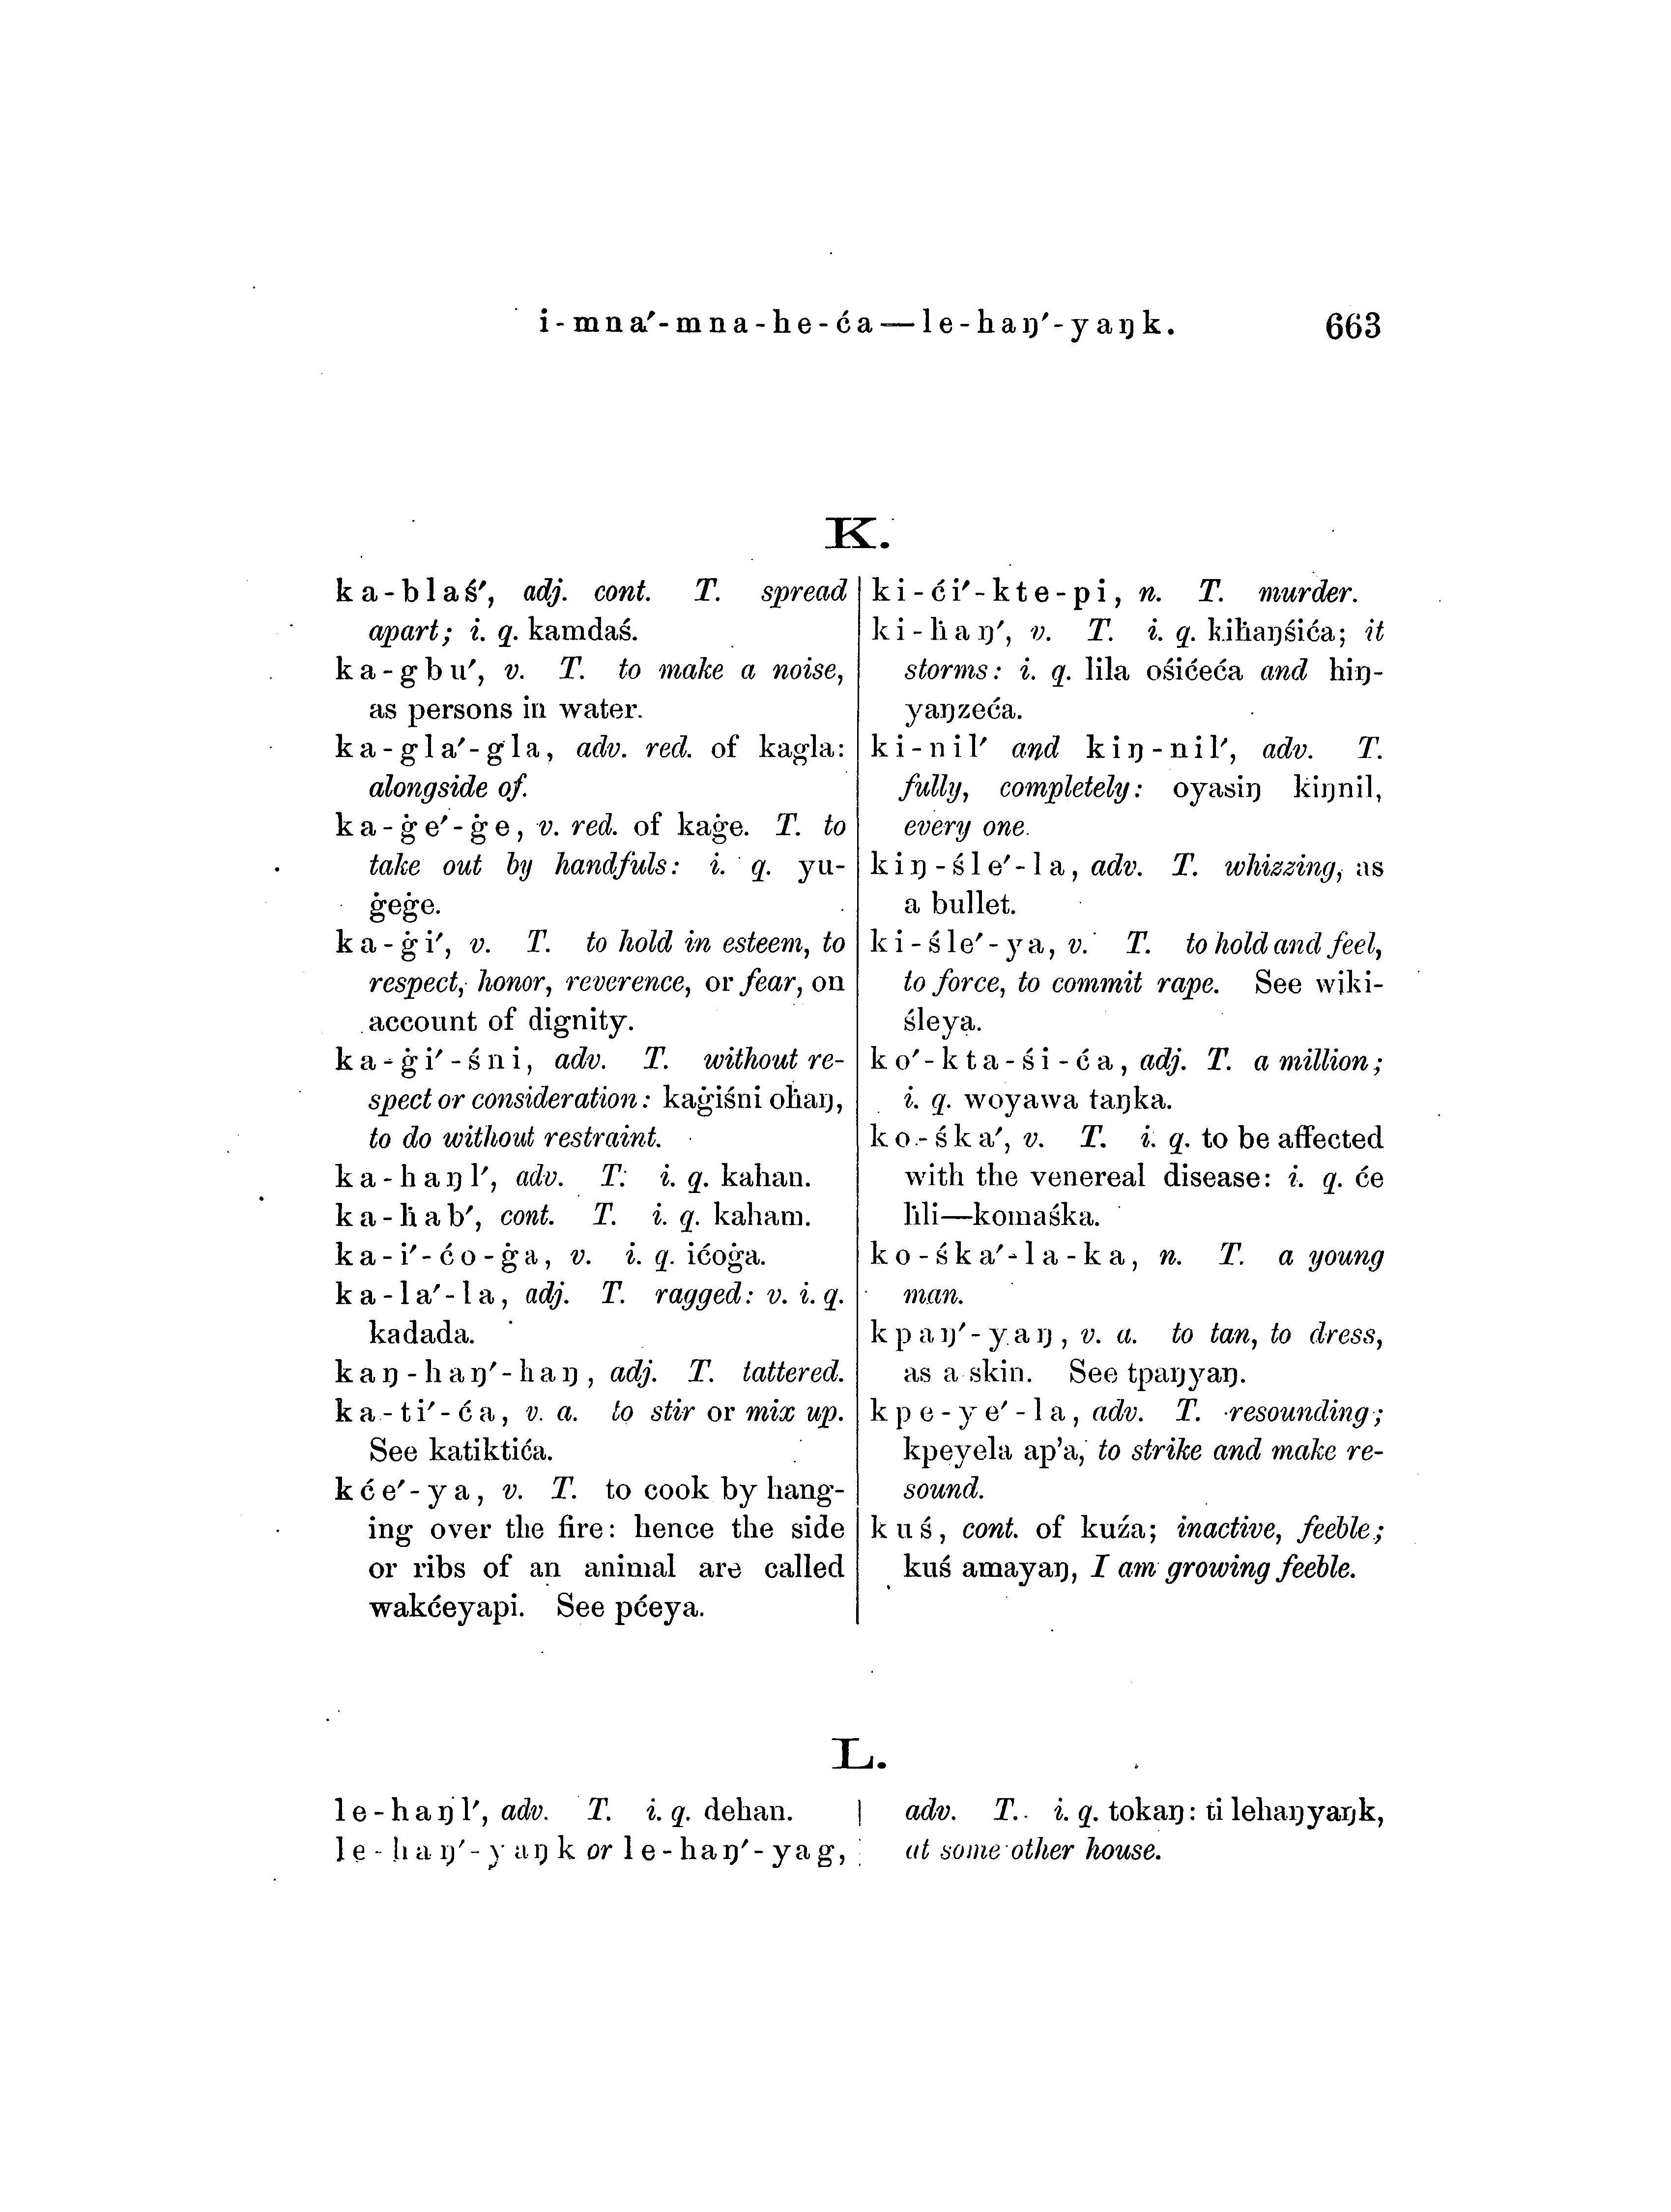 i-mna′-mna-he-ća—le-haŋ′-yaŋk. 663
K.
ka-blaś′, adj. cont. T. spread
apart; i. q. kamdaś.
ka-gbu′, v. T. to make a noise,
as persons in water.
ka-gla′-gla, adv. red. of kagla:
alongside of.
ka-ġe′-ġe, v. red. of kaġe. T. to
take out by handfuls: i. q. yu-
ġeġe.
ka-ġi′, v. T. to hold in esteem, to
respect, honor, reverence, or fear, on
account of dignity.
ka-ġi′-śni, adv. T. without re-
spect or consideration: kaġiśni oḣaŋ,
to do without restraint.
ka-haŋl′, adv. T. i. q. kahan.
ka-ḣab′, cont. T. i. q. kaham.
ka-i′-ćo-ġa, v. i. q. ićoġa.
ka-la′-la, adj. T. ragged: v. i. q.
kadada.
kaŋ-haŋ′-haŋ, adj. T. tattered.
ka-ti′-ća, v. a. to stir or mix up.
See katiktića.
kće′-ya, v. T. to cook by hang-
ing over the fire: hence the side
or ribs of an animal are called
wakćeyapi. See pćeya.
ki-ći′-kte-pi, n. T. murder.
ki-ḣaŋ′, v. T. i. q. kiḣaŋśića; it
storms: i. q. lila ośićeća and hiŋ-
yaŋzeća.
ki-nil′ and kiŋ-nil′, adv. T.
fully, completely: oyasiŋ kiŋnil,
every one.
kiŋ-śle′-la, adv. T. whizzing, as
a bullet.
ki-śle′-ya, v. T. to hold and feel,
to force, to commit rape. See wiki-
śleya.
ko′-kta-śi-ća, adj. T. a million;
i. q. woyawa taŋka.
ko-śka′, v. T. i. q. to be affected
with the venereal disease: i. q. će
ḣli—komaśka.
ko-śka′-la-ka, n. T. a young
man.
kpaŋ′-yaŋ, v. a. to tan, to dress,
as a skin. See tpaŋyaŋ.
kpe-ye′-la, adv. T. resounding;
kpeyela ap’a, to strike and make re-
sound.
kuś, cont. of kuźa; inactive, feeble;
kuś amayaŋ, I am growing feeble.
L.
le-haŋl′, adv. T. i. q. dehan.
le-haŋ′-yaŋk or le-haŋ′-yag,
adv. T. i. q. tokaŋ: ti lehaŋyaŋk,
at some other house.